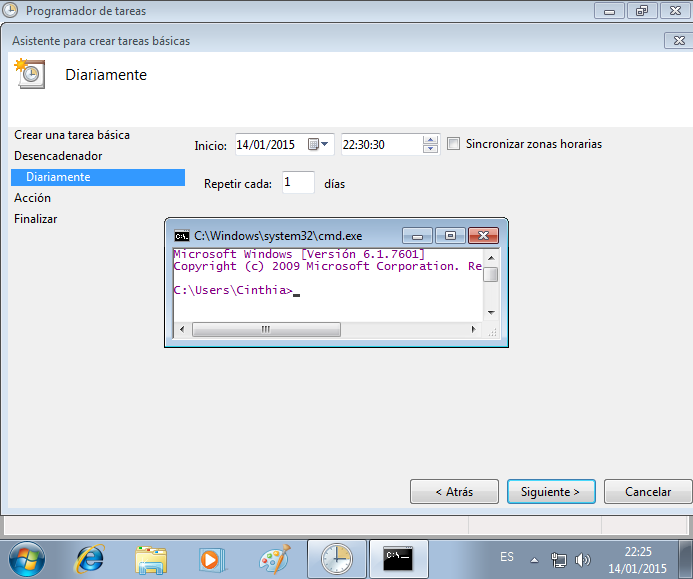 Programador de tareas
Asistente para crear tareas básicas
Diariamente
Crear una tarea básica
Desencadenador
Diariamente
Acción
Finalizar
Inicio: 14/01/2015 22:30:30 Sincronizar zonas horarias
Repetir cada: 1 días
C:\Windows\system32\cmd.exe
Microsoft Windows [Versión 6.1.7601]
Copyright (c) 2009 Microsoft Corporation. Re
C:\Users\Cinthia>_
< Atrás Siguiente > Cancelar
C:\_
ES
22:25
14/01/2015